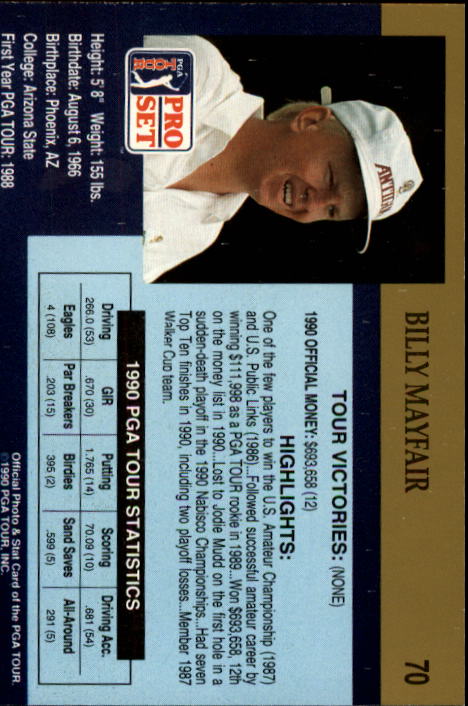 BILLY MAYFAIR 70
PGA
TOUR
PRO
SET
ANTIGUA
Height: 5' 8" Weight: 155 lbs.
Birthdate: August 6, 1966
Birthplace: Phoenix, AZ
College: Arizona State
First Year PGA TOUR: 1988
TOUR VICTORIES: (NONE)
1990 OFFICIAL MONEY: $693,658 (12)
HIGHLIGHTS:
One of the few players to win the U.S. Amateur Championship (1987)
and U.S. Public Links (1986)...Followed successful amateur career by
winning $111,998 as a PGA TOUR rookie in 1989...Won $693,658, 12th
on the money list in 1990...Lost to Jodie Mudd on the first hole in a
sudden-death playoff in the 1990 Nabisco Championships...Had seven
Top Ten finishes in 1990, including two playoff losses...Member 1987
Walker Cup team.
1990 PGA TOUR STATISTICS
Driving GIR Putting Scoring Driving Acc.
266.0 (53) .670 (30) 1.765 (14) 70.09 (10) .681 (54)
Eagles Par Breakers Birdies Sand Saves All-Around
4 (108) .203 (15) 395 (2) .599 (5) 291 (5)
Official Photo & Stat Card of the PGA TOUR.
©1990 PGA TOUR, INC.